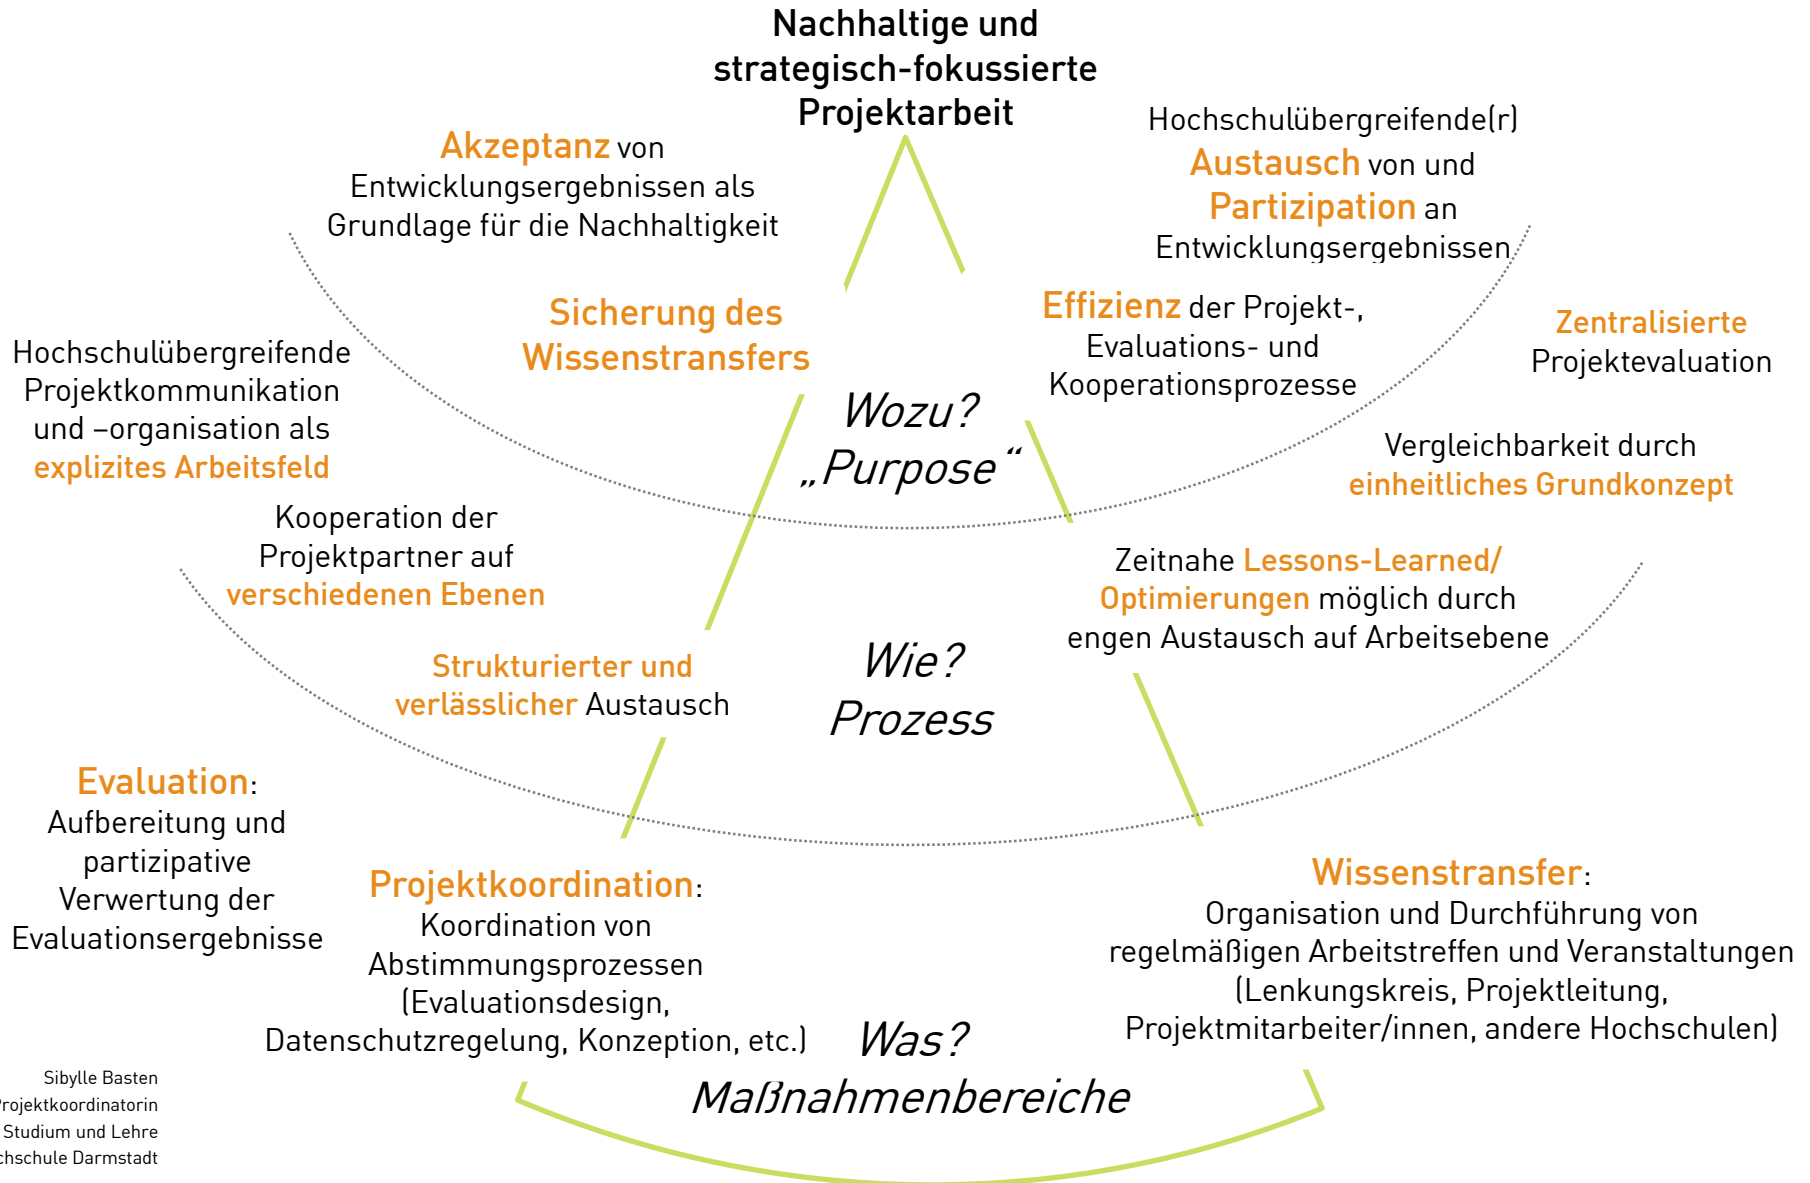 Nachhaltige und
strategisch-fokussierte
Projektarbeit
Akzeptanz von
Entwicklungsergebnissen als
Grundlage für die Nachhaltigkeit
Hochschulübergreifende(r)
Austausch von und
Partizipation an
Entwicklungsergebnissen
Sicherung des
Wissenstransfers
Effizienz der Projekt-,
Evaluations- und
Kooperationsprozesse
Zentralisierte
Projektevaluation
Hochschulübergreifende
Projektkommunikation
und –organisation als
explizites Arbeitsfeld
Wozu?
„Purpose“
Vergleichbarkeit durch
einheitliches Grundkonzept
Kooperation der
Projektpartner auf
verschiedenen Ebenen
Zeitnahe Lessons-Learned/
Optimierungen möglich durch
engen Austausch auf Arbeitsebene
Strukturierter und
verlässlicher Austausch
Wie?
Prozess
Evaluation:
Aufbereitung und
partizipative
Verwertung der
Evaluationsergebnisse
Projektkoordination:
Koordination von
Abstimmungsprozessen
(Evaluationsdesign,
Datenschutzregelung, Konzeption, etc.)
Wissenstransfer:
Organisation und Durchführung von
regelmäßigen Arbeitstreffen und Veranstaltungen
(Lenkungskreis, Projektleitung,
Projektmitarbeiter/innen, andere Hochschulen)
Was?
Maßnahmenbereiche
Sibylle Basten
Projektkoordinatorin
Studium und Lehre
chschule Darmstadt